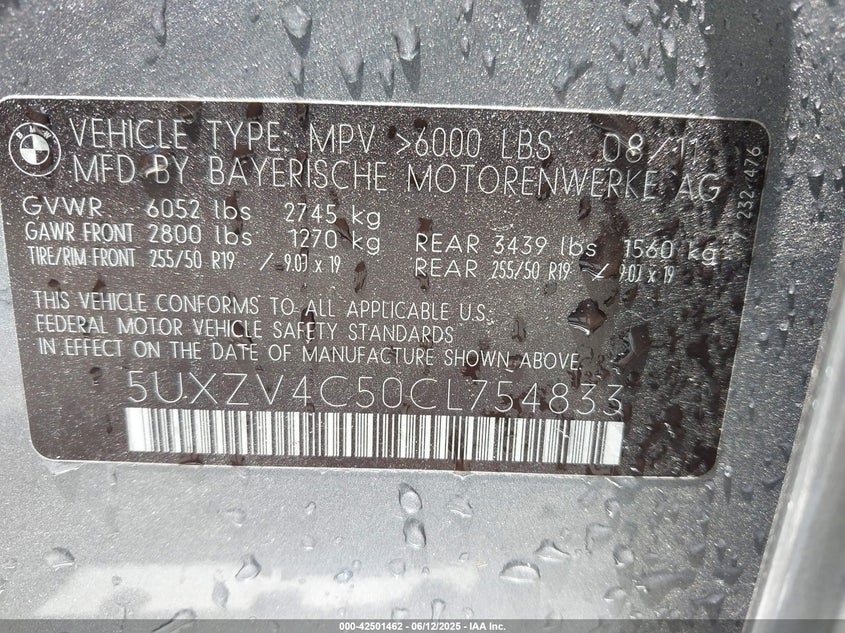 BMW
VEHICLE TYPE: MPV >6000 LBS 08/11
MFD BY BAYERISCHE MOTORENWERKE AG
GVWR 6052 lbs 2745 kg
GAWR FRONT 2800 lbs 1270 kg REAR 3439 lbs 1560 kg
TIRE/RIM FRONT 255/50 R19 / 9.0J x 19 REAR 255/50 R19 / 9.0J x 19
THIS VEHICLE CONFORMS TO ALL APPLICABLE U.S.
FEDERAL MOTOR VEHICLE SAFETY STANDARDS
IN EFFECT ON THE DATE OF MANUFACTURE SHOWN ABOVE.
5UXZV4C50CL754833
7 232 476
000-42501462 - 06/12/2025 - IAA Inc.